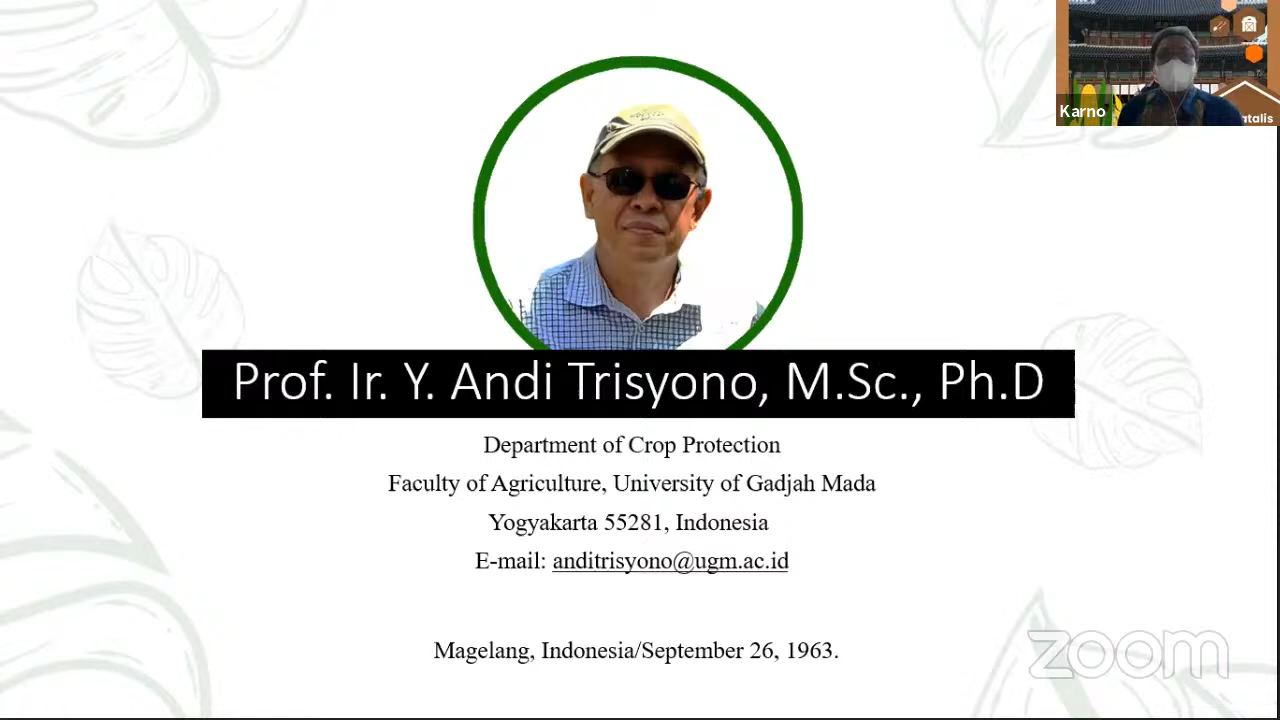 Karno
atalis
Prof. Ir. Y. Andi Trisyono, M.Sc., Ph.D
Department of Crop Protection
Faculty of Agriculture, University of Gadjah Mada
Yogyakarta 55281, Indonesia
E-mail: anditrisyono@ugm.ac.id
Magelang, Indonesia/September 26, 1963.
zoom